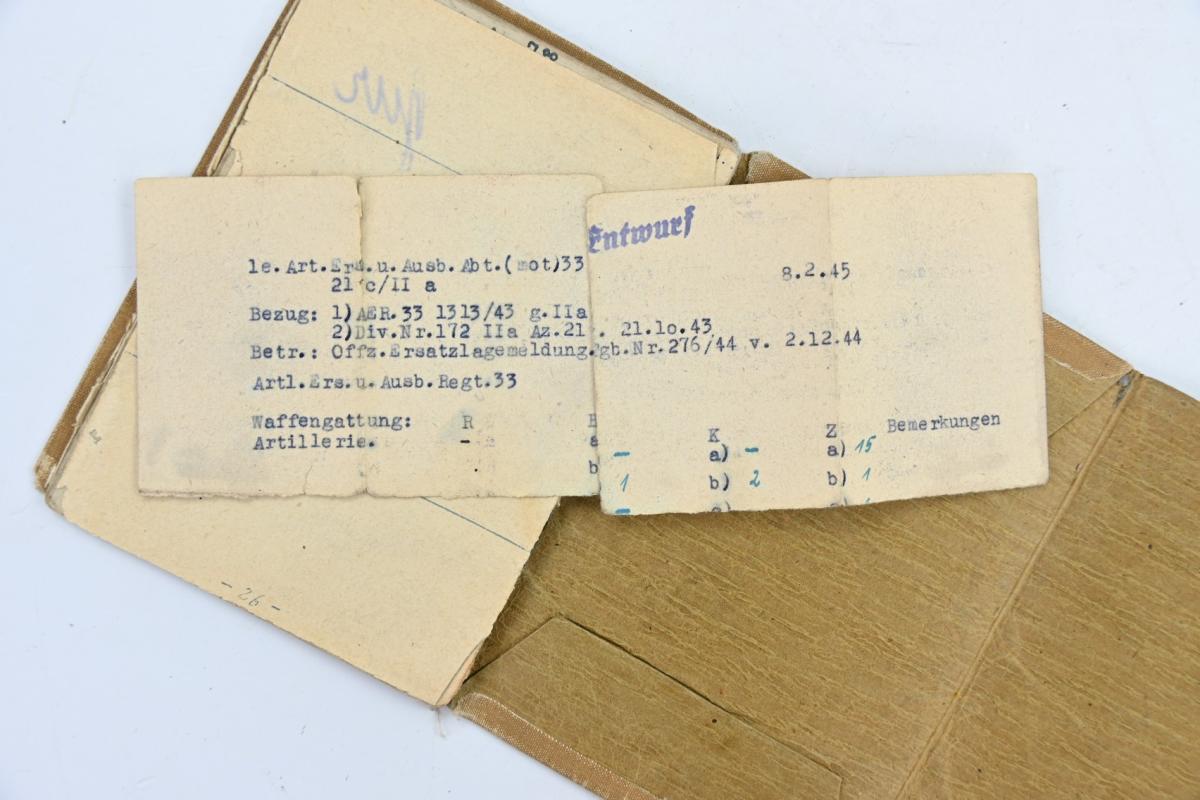 Entwurf
le.Art.Ers.u.Ausb.Abt.(mot)33 8.2.45
21 c/II a
Bezug: 1)AER.33 1313/43 g.IIa
2)Div.Nr.172 IIa Az.21 . 21.1o.43
Betr.: Offz.Ersatzlagemeldung. gb.Nr.276/44 v. 2.12.44
Artl.Ers.u.Ausb.Regt.33
Waffengattung: R K Z Bemerkungen
Artillerie. - a — a) — a) 15
b 1 b) 2 b) 1
—
- 26 -